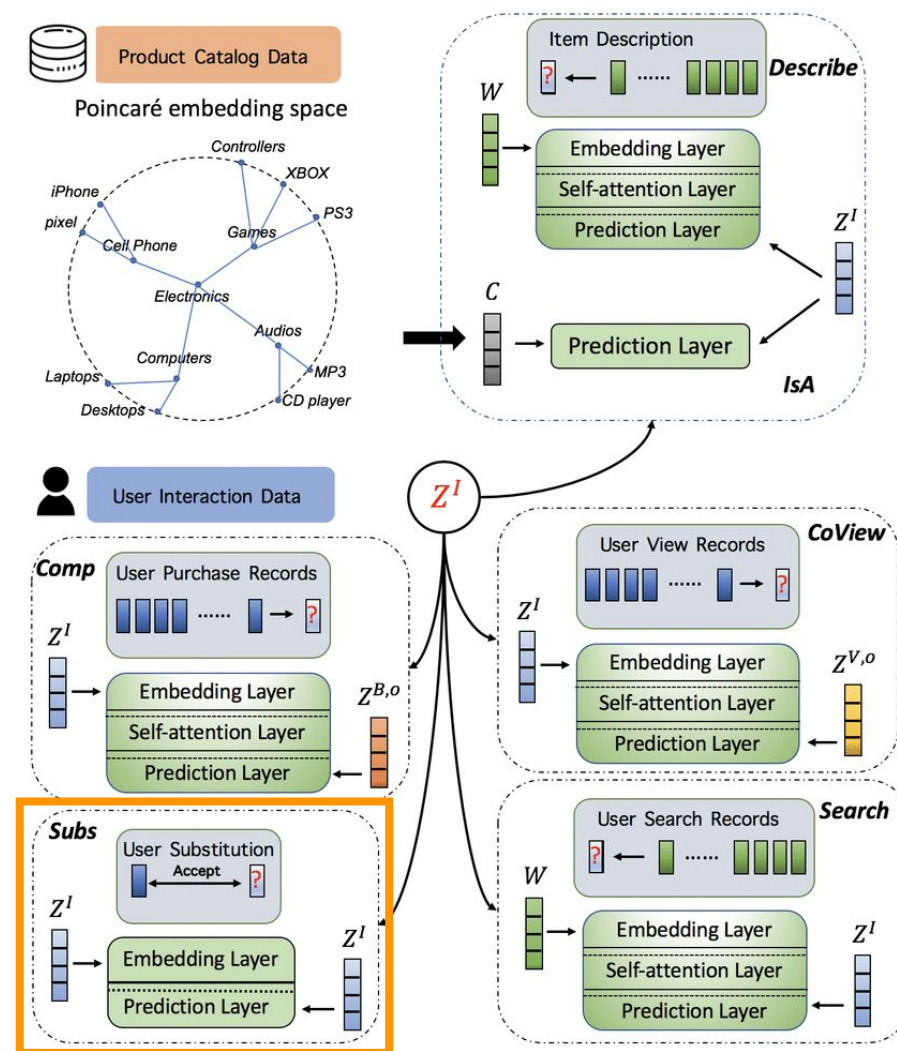 Product Catalog Data
Poincaré embedding space
Controllers
XBOX
PS3
iPhone
pixel
Cell Phone
Games
Electronics
Audios
Computers
MP3
Laptops
CD player
Desktops
Item Description
Describe
? ......
W
Embedding Layer
Self-attention Layer
Prediction Layer
Z^I
C
Prediction Layer
IsA
User Interaction Data
Z^I
Comp
User Purchase Records
...... ?
Z^I
Embedding Layer
Self-attention Layer
Prediction Layer
Z^{B,o}
CoView
User View Records
...... ?
Z^I
Embedding Layer
Self-attention Layer
Prediction Layer
Z^{V,o}
Subs
User Substitution
Accept
?
Z^I
Embedding Layer
Prediction Layer
Z^I
Search
User Search Records
? ......
W
Embedding Layer
Self-attention Layer
Prediction Layer
Z^I